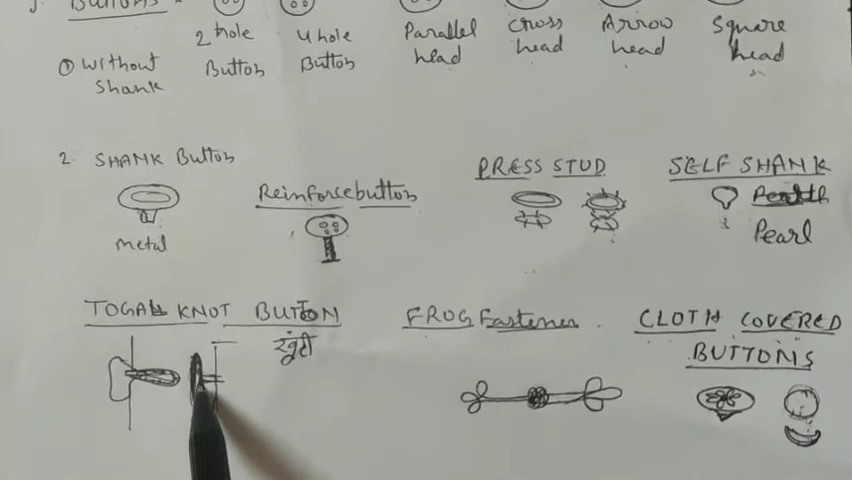 Buttons
2 hole Button
4 hole Button
Parallel head
Cross head
Arrow head
Square head
① Without Shank
2. SHANK Button
metal
Reinforcebutton
PRESS STUD
SELF SHANK
Pearl
TOGAL KNOT BUTTON
खुंटी
FROG Fastener.
CLOTH COVERED
BUTTONS